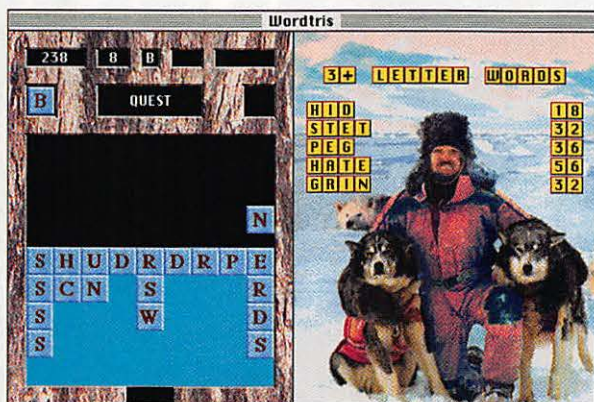 Wordtris
238 8 B
B QUEST
N
S H U D R D R P E
S C N S R
S W D
S S
3+ LETTER WORDS
HID 18
STET 32
PEG 36
HATE 56
GRIN 32